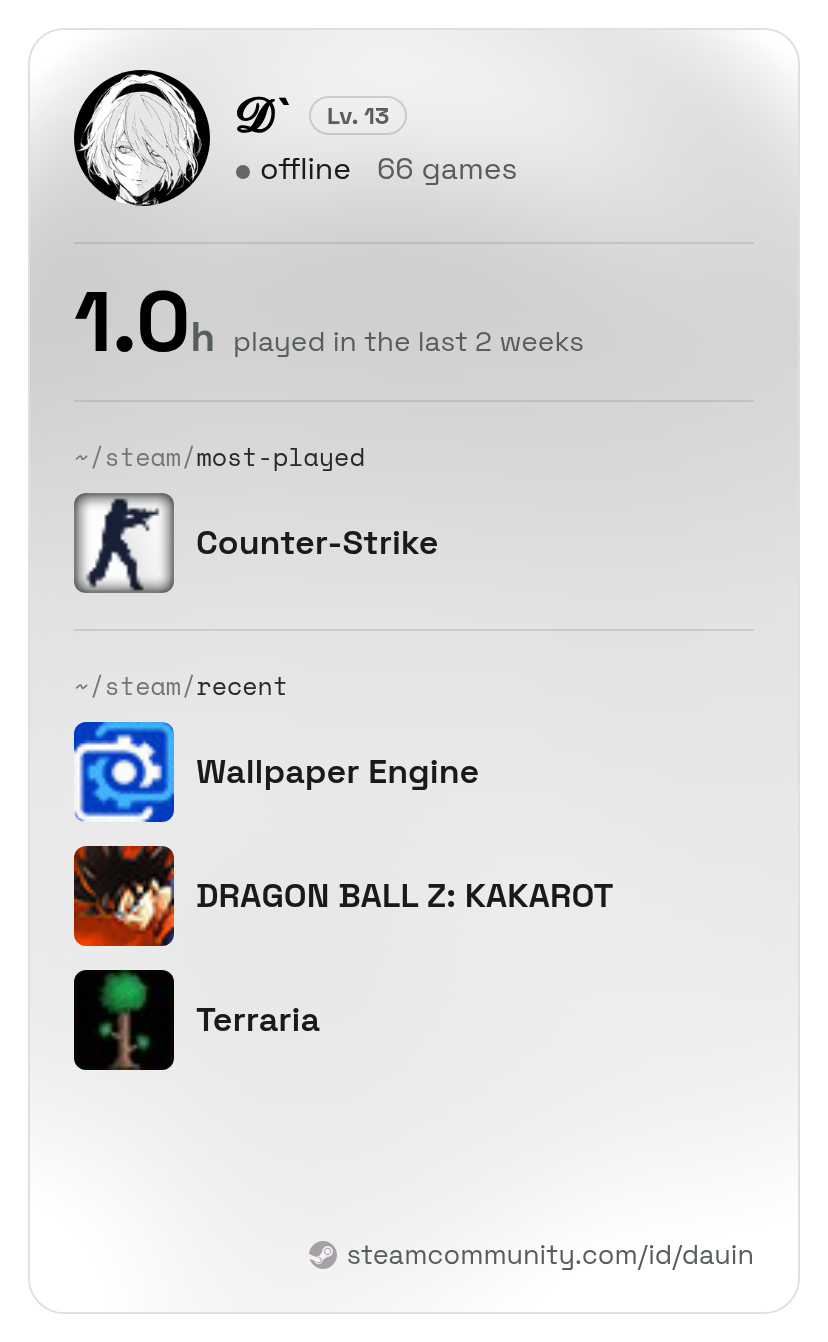 𝓓` Lv. 13
offline 66 games
1.0h played in the last 2 weeks
~/steam/most-played
Counter-Strike
~/steam/recent
Wallpaper Engine
DRAGON BALL Z: KAKAROT
Terraria
steamcommunity.com/id/dauin